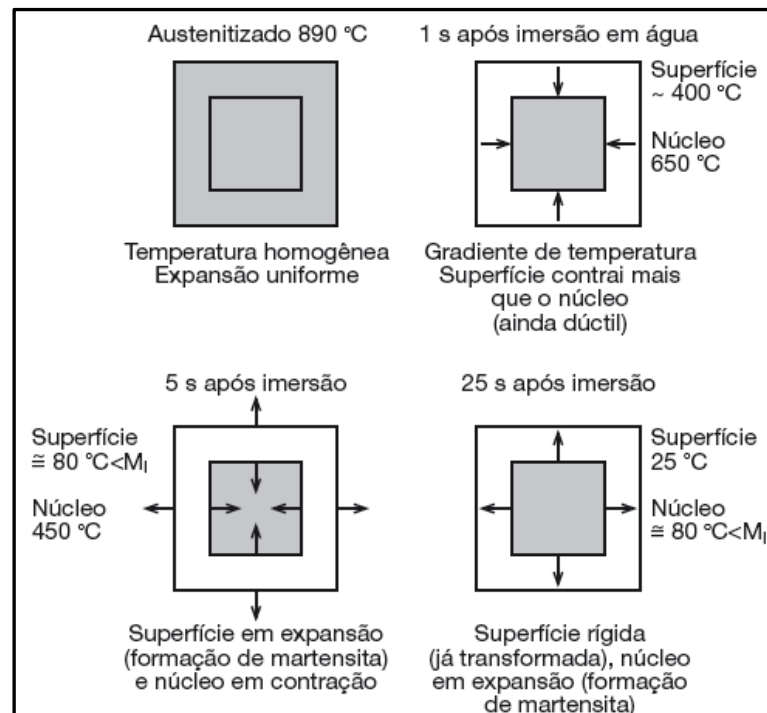 Austenitizado 890 °C
Temperatura homogênea
Expansão uniforme
1 s após imersão em água
Superfície
~ 400 °C
Núcleo
650 °C
Gradiente de temperatura
Superfície contrai mais
que o núcleo
(ainda dúctil)
5 s após imersão
Superfície
≅ 80 °C<MI
Núcleo
450 °C
Superfície em expansão
(formação de martensita)
e núcleo em contração
25 s após imersão
Superfície
25 °C
Núcleo
≅ 80 °C<MI
Superfície rígida
(já transformada), núcleo
em expansão (formação
de martensita)